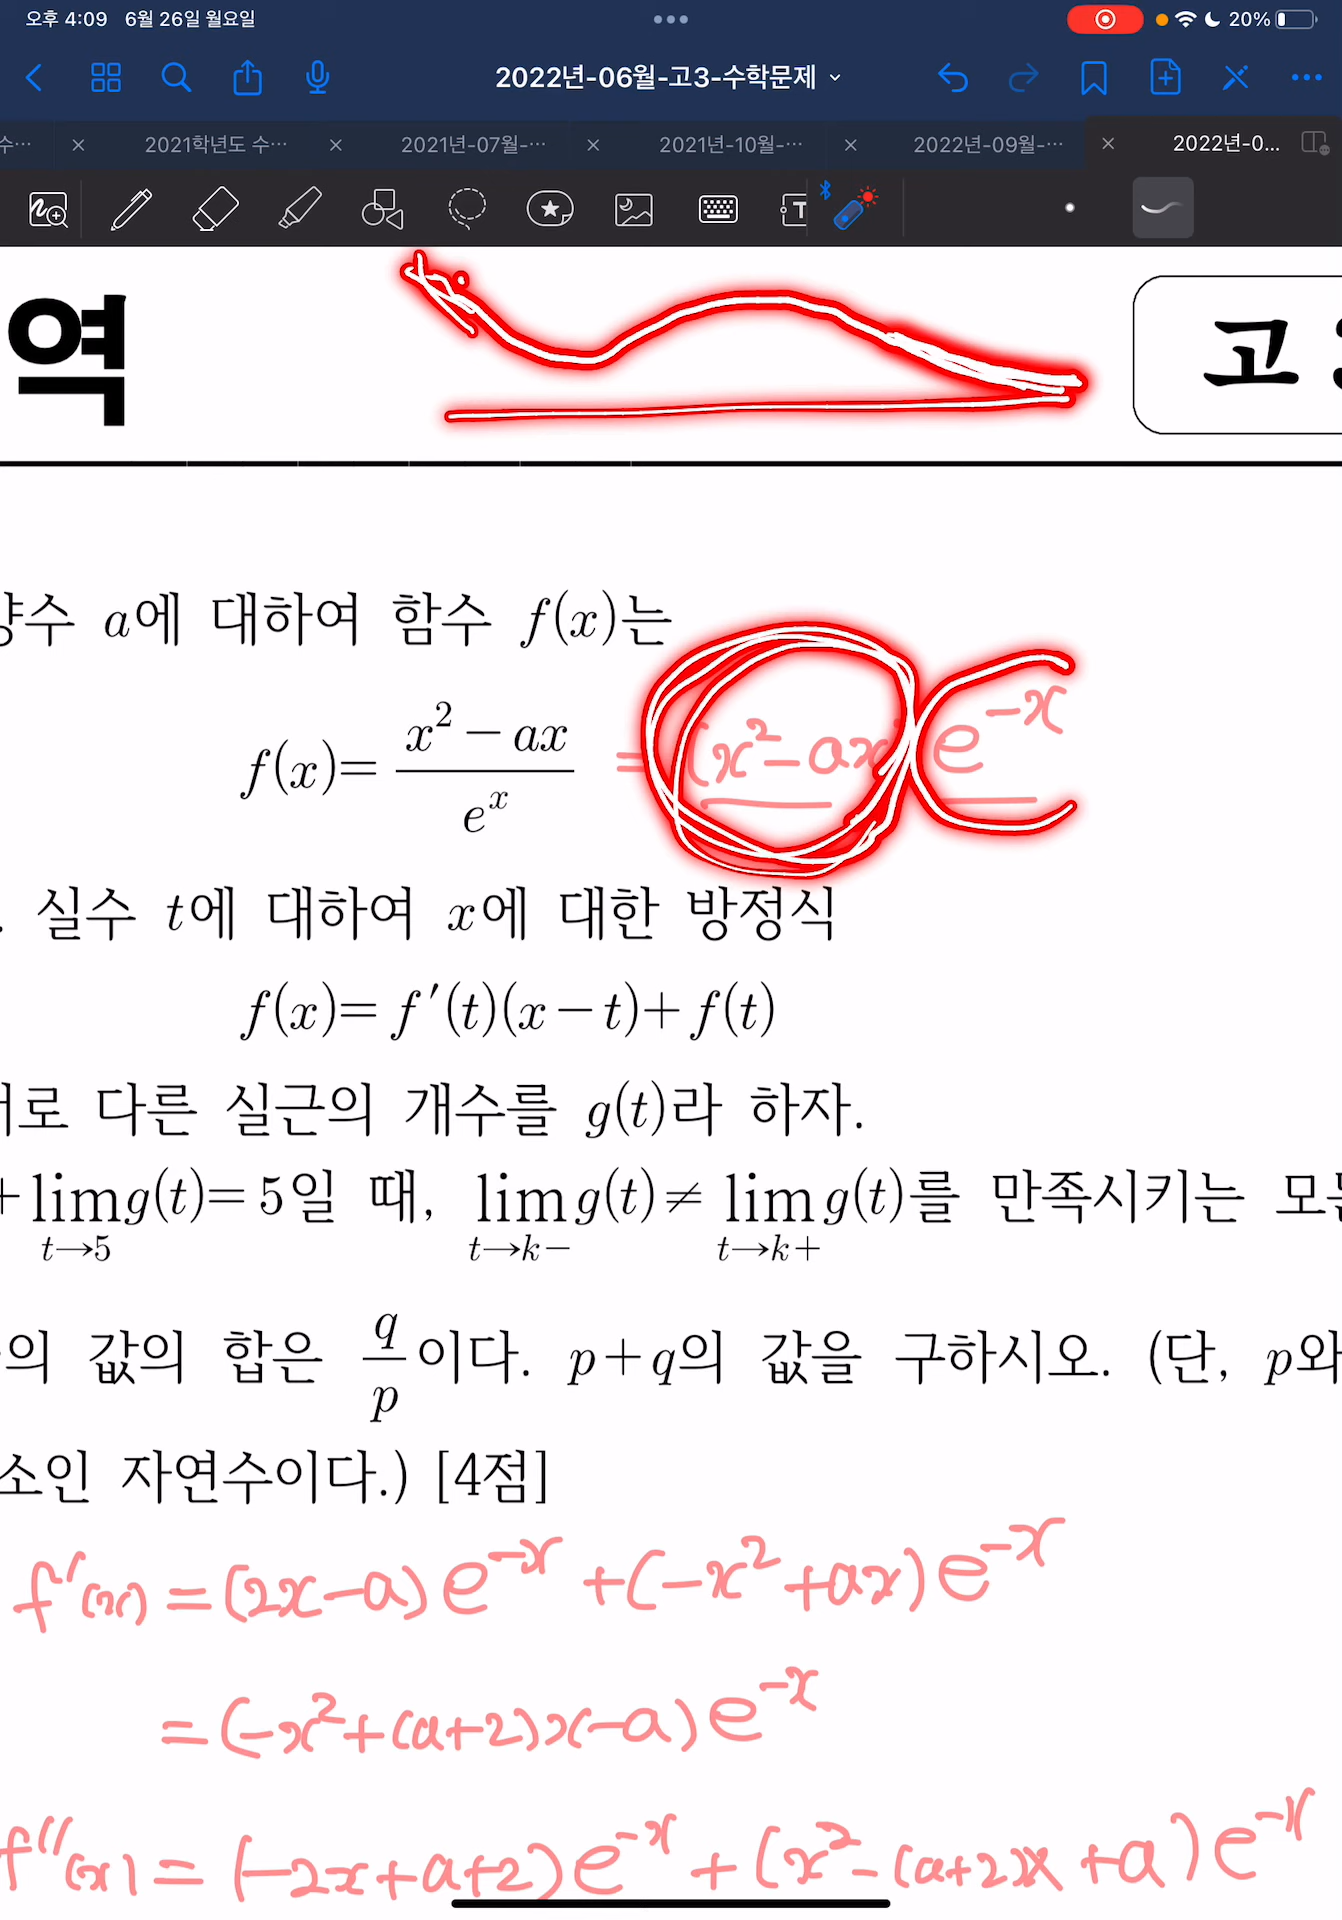 오후 4:09 6월 26일 월요일 20%
2022년-06월-고3-수학문제
수… 2021학년도 수… 2021년-07월-… 2021년-10월-… 2022년-09월-… 2022년-0...
역 고
양수 a에 대하여 함수 f(x)는
f(x)= (x² − ax)/(eˣ) = (x²-ax)e^{-x}
. 실수 t에 대하여 x에 대한 방정식
f(x)= f′(t)(x−t)+f(t)
로 다른 실근의 개수를 g(t)라 하자.
+lim_{t→5} g(t)=5일 때, lim_{t→k−} g(t)≠ lim_{t→k+} g(t)를 만족시키는 모든
의 값의 합은 q/p이다. p+q의 값을 구하시오. (단, p와
소인 자연수이다.) [4점]
f′(x) = (2x-a)e^{-x} +(-x²+ax)e^{-x}
= (-x²+(a+2)x-a)e^{-x}
f″(x) = (-2x+a+2)e^{-x} + (x²-(a+2)x+a)e^{-x}